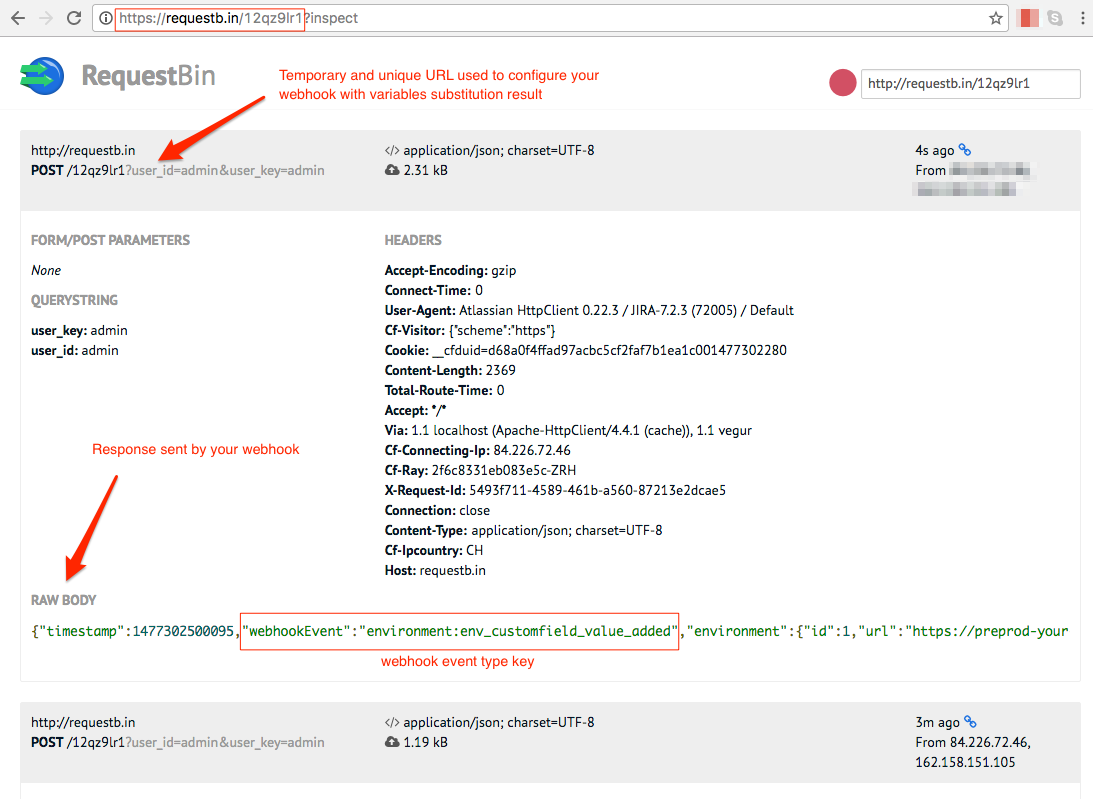 https://requestb.in/12qz9lr1?inspect
RequestBin
Temporary and unique URL used to configure your
webhook with variables substitution result
http://requestb.in/12qz9lr1
http://requestb.in
POST /12qz9lr1?user_id=admin&user_key=admin
</> application/json; charset=UTF-8
2.31 kB
4s ago
From
FORM/POST PARAMETERS
None
QUERYSTRING
user_key: admin
user_id: admin
HEADERS
Accept-Encoding: gzip
Connect-Time: 0
User-Agent: Atlassian HttpClient 0.22.3 / JIRA-7.2.3 (72005) / Default
Cf-Visitor: {"scheme":"https"}
Cookie: __cfduid=d68a0f4ffad97acbc5cf2faf7b1ea1c001477302280
Content-Length: 2369
Total-Route-Time: 0
Accept: */*
Via: 1.1 localhost (Apache-HttpClient/4.4.1 (cache)), 1.1 vegur
Cf-Connecting-Ip: 84.226.72.46
Cf-Ray: 2f6c8331eb083e5c-ZRH
X-Request-Id: 5493f711-4589-461b-a560-87213e2dcae5
Connection: close
Content-Type: application/json; charset=UTF-8
Cf-Ipcountry: CH
Host: requestb.in
Response sent by your webhook
RAW BODY
{"timestamp":1477302500095,"webhookEvent":"environment:env_customfield_value_added","environment":{"id":1,"url":"https://preprod-your
webhook event type key
http://requestb.in
POST /12qz9lr1?user_id=admin&user_key=admin
</> application/json; charset=UTF-8
1.19 kB
3m ago
From 84.226.72.46,
162.158.151.105